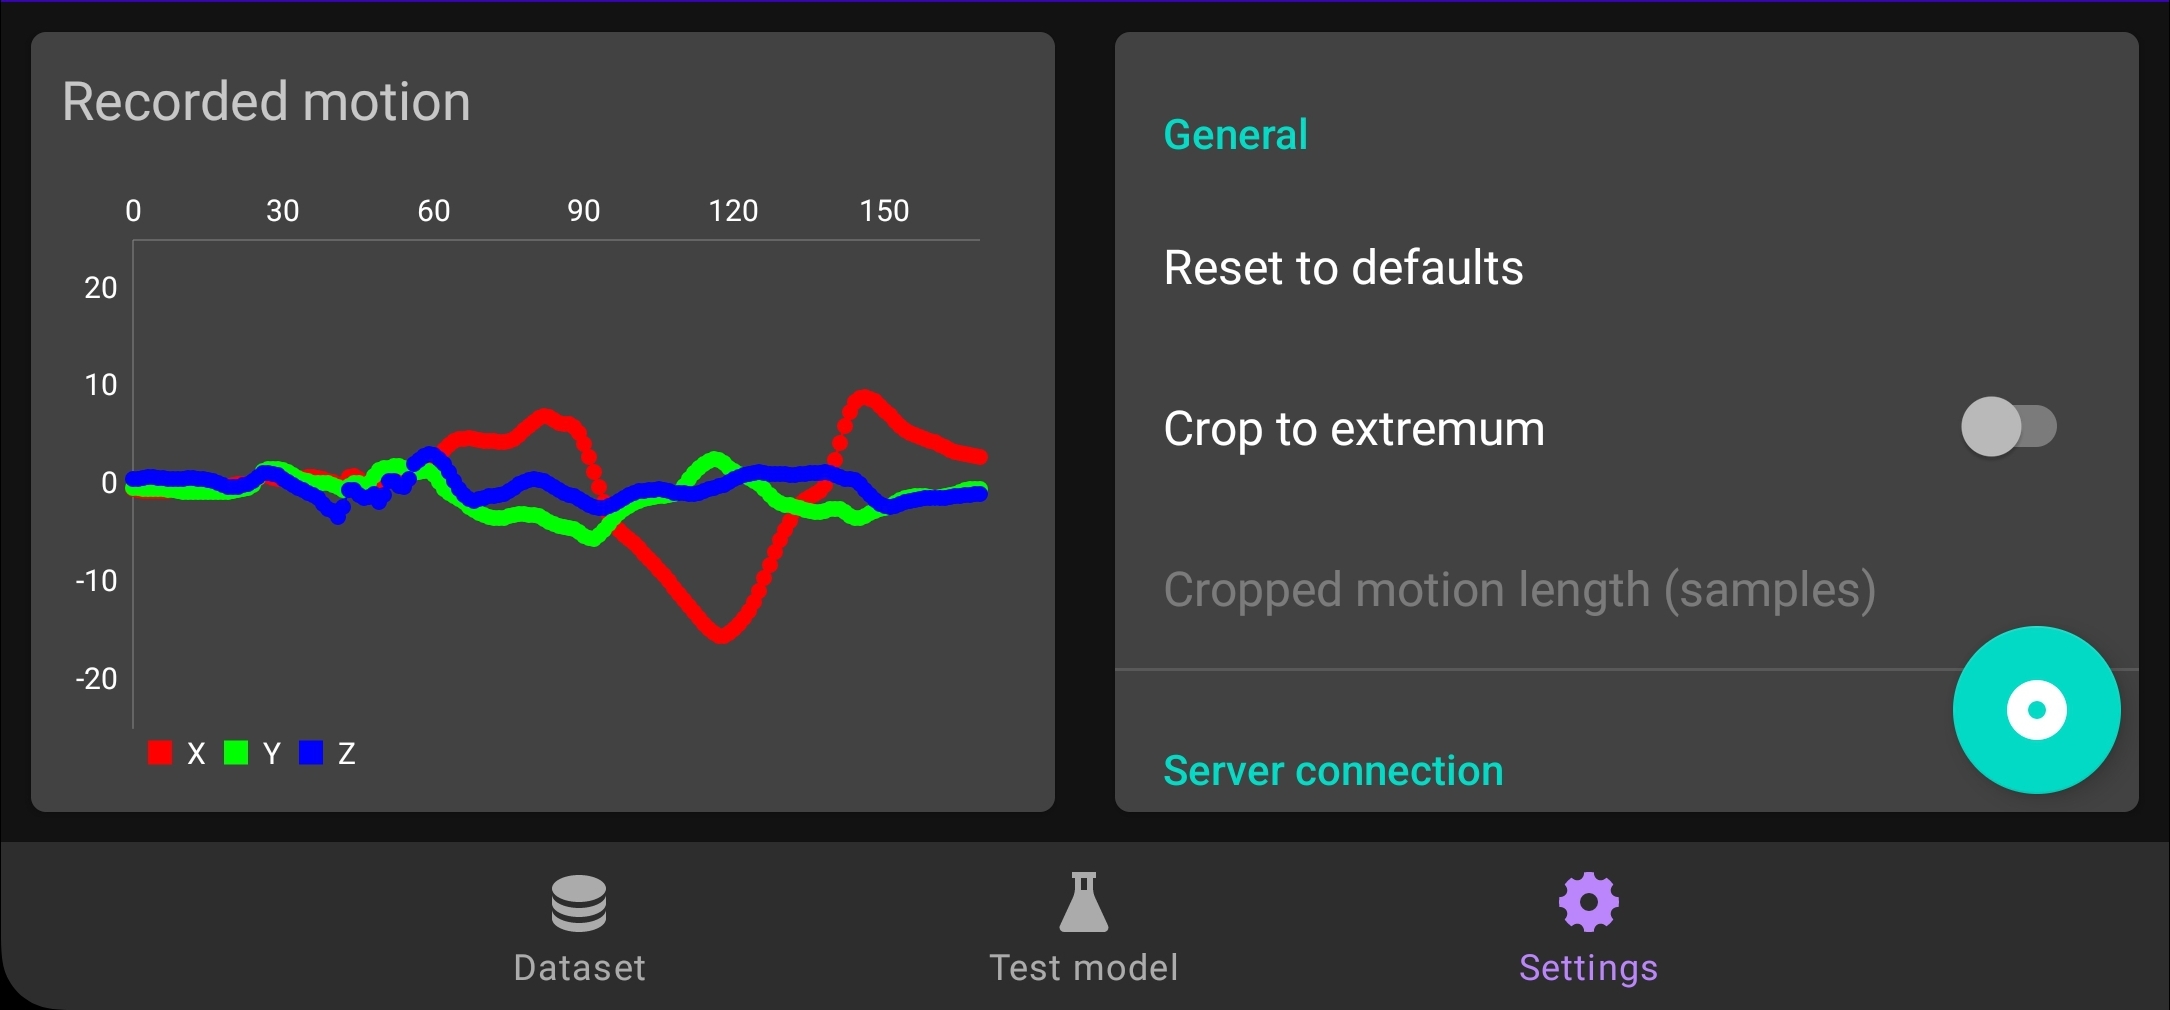 Recorded motion
0 30 60 90 120 150
20
10
0
-10
-20
X Y Z
General
Reset to defaults
Crop to extremum
Cropped motion length (samples)
Server connection
Dataset Test model Settings